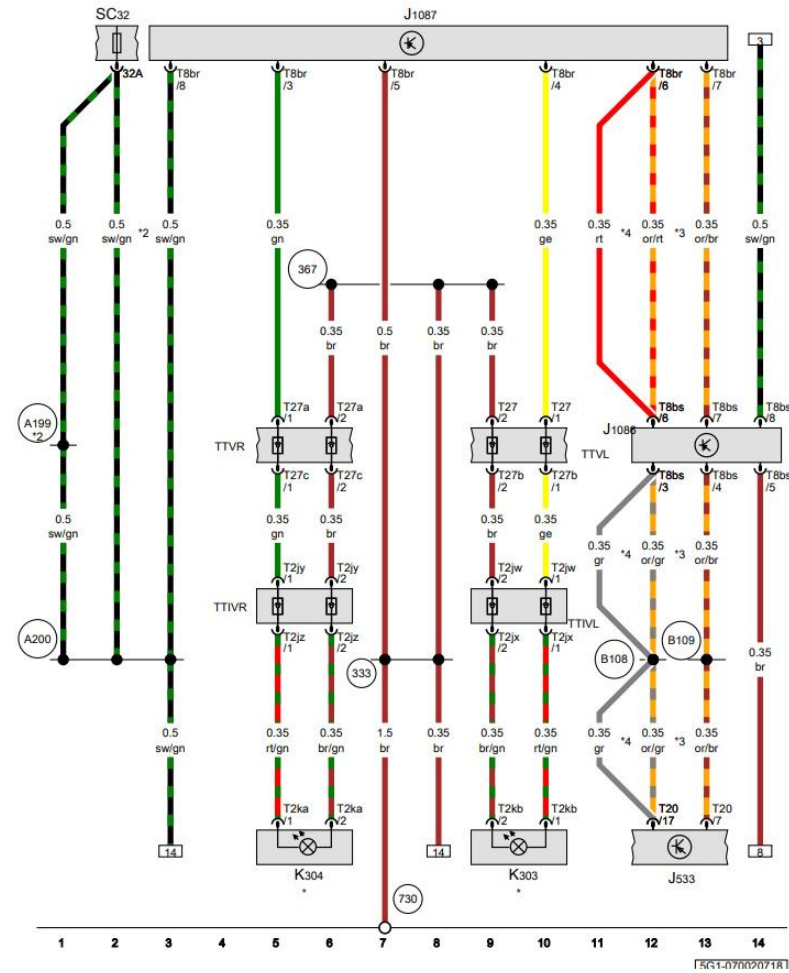 SC32 J1087
3
32A T8br/8 T8br/3 T8br/5 T8br/4 T8br/6 T8br/7
0.5 sw/gn 0.5 sw/gn *2 0.5 sw/gn 0.35 gn 0.35 ge 0.35 rt *4 0.35 or/rt *3 0.35 or/br 0.5 sw/gn
367
0.35 br 0.5 br 0.35 br 0.35 br
T27a/1 T27a/2 T27/2 T27/1 T8bs/6 T8bs/7 T8bs/8
A199 *2
TTVR TTVL J1086
T27c/1 T27c/2 T27b/2 T27b/1 T8bs/3 T8bs/4 T8bs/5
0.5 sw/gn 0.35 gn 0.35 br 0.35 br 0.35 ge 0.35 gr *4 0.35 or/gr *3 0.35 or/br
T2jy/1 T2jy/2 T2jw/2 T2jw/1
TTIVR TTIVL
T2jz/1 T2jz/2 T2jx/2 T2jx/1
A200 333 B108 B109
0.35 br
0.5 sw/gn 0.35 rt/gn 0.35 br/gn 1.5 br 0.35 br 0.35 br/gn 0.35 rt/gn 0.35 gr *4 0.35 or/gr *3 0.35 or/br
T2ka/1 T2ka/2 T2kb/2 T2kb/1 T20/17 T20/7
14 14 8
K304 K303 J533
* *
730
1 2 3 4 5 6 7 8 9 10 11 12 13 14
5G1-070020718